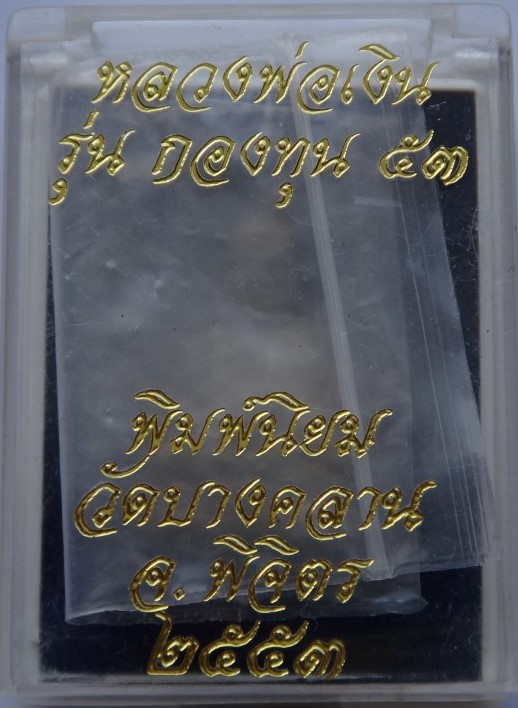 หลวงพ่อเงิน
รุ่น กองทุน ๕๓
พิมพ์นิยม
วัดบางคลาน
จ. พิจิตร
๒๕๕๓